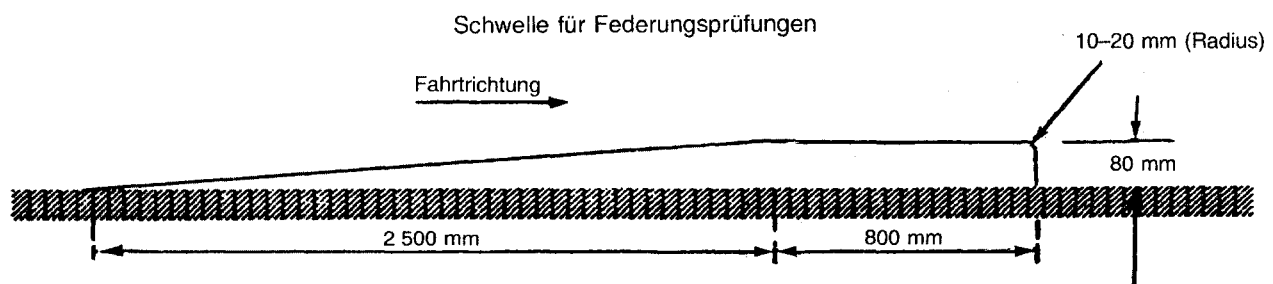 Schwelle für Federungsprüfungen
10–20 mm (Radius)
Fahrtrichtung
80 mm
2 500 mm
800 mm